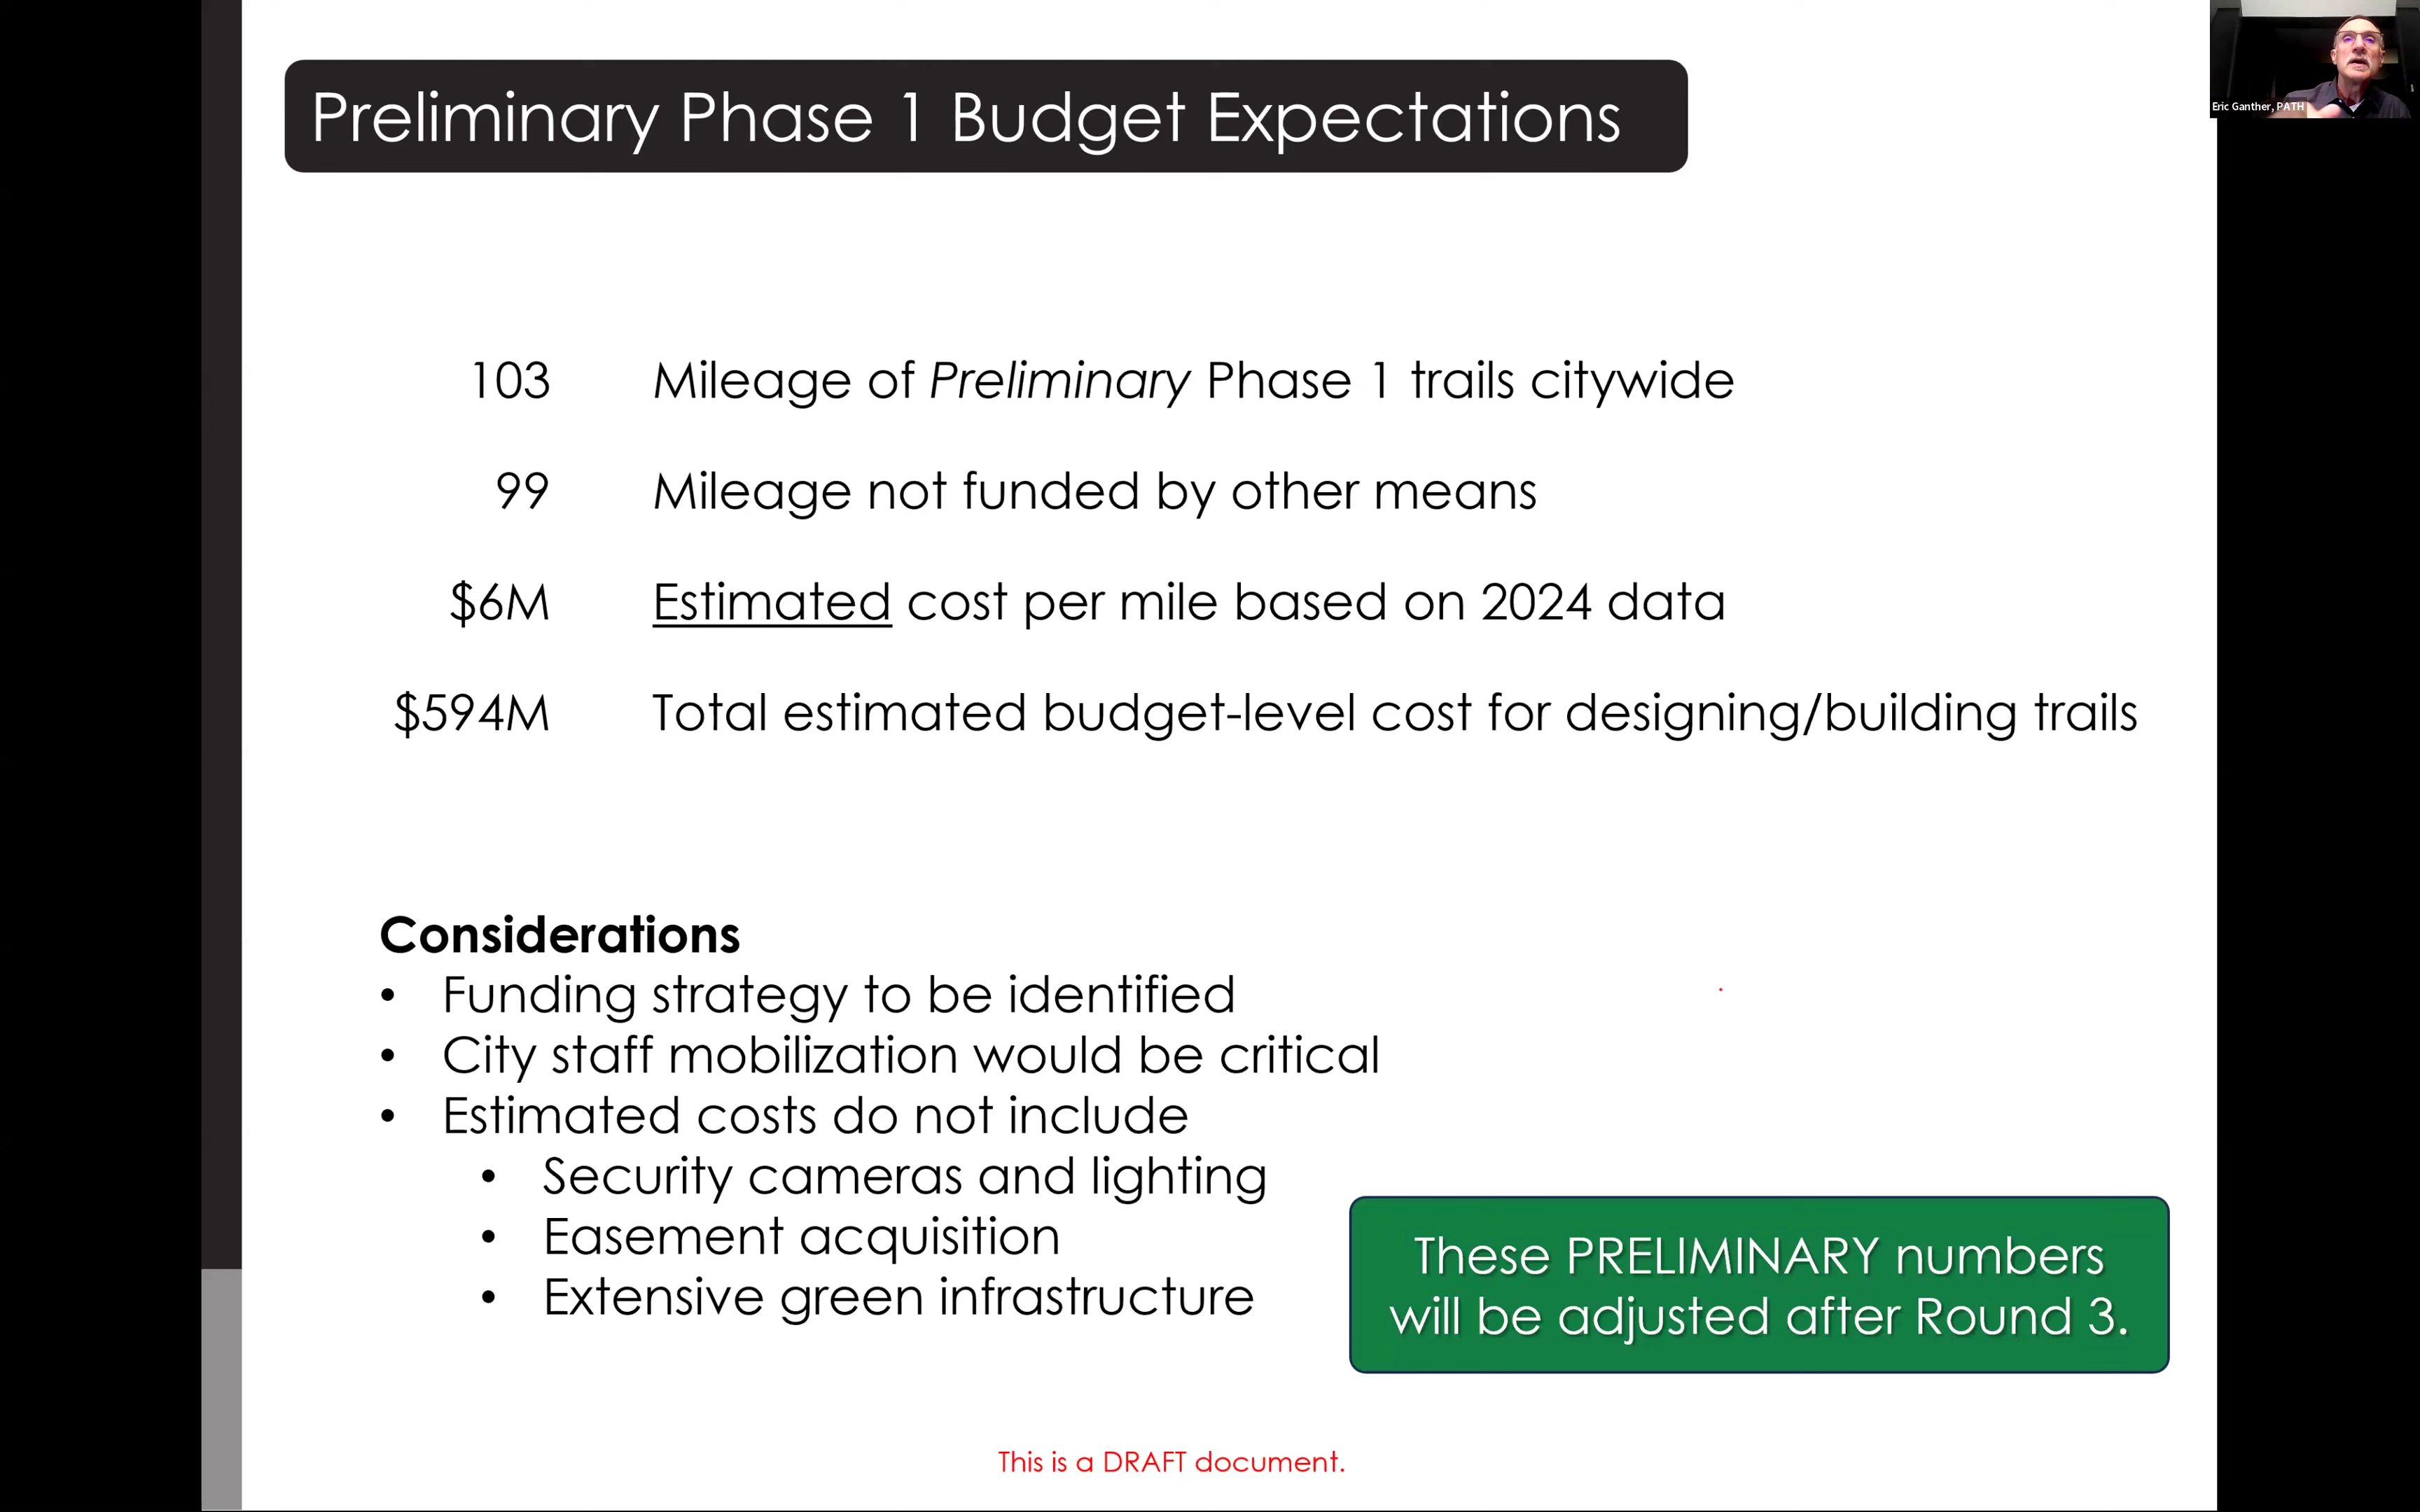 Preliminary Phase 1 Budget Expectations
Eric Ganther, PATH
103 Mileage of Preliminary Phase 1 trails citywide
99 Mileage not funded by other means
$6M Estimated cost per mile based on 2024 data
$594M Total estimated budget-level cost for designing/building trails
Considerations
• Funding strategy to be identified
• City staff mobilization would be critical
• Estimated costs do not include
• Security cameras and lighting
• Easement acquisition
• Extensive green infrastructure
These PRELIMINARY numbers
will be adjusted after Round 3.
This is a DRAFT document.